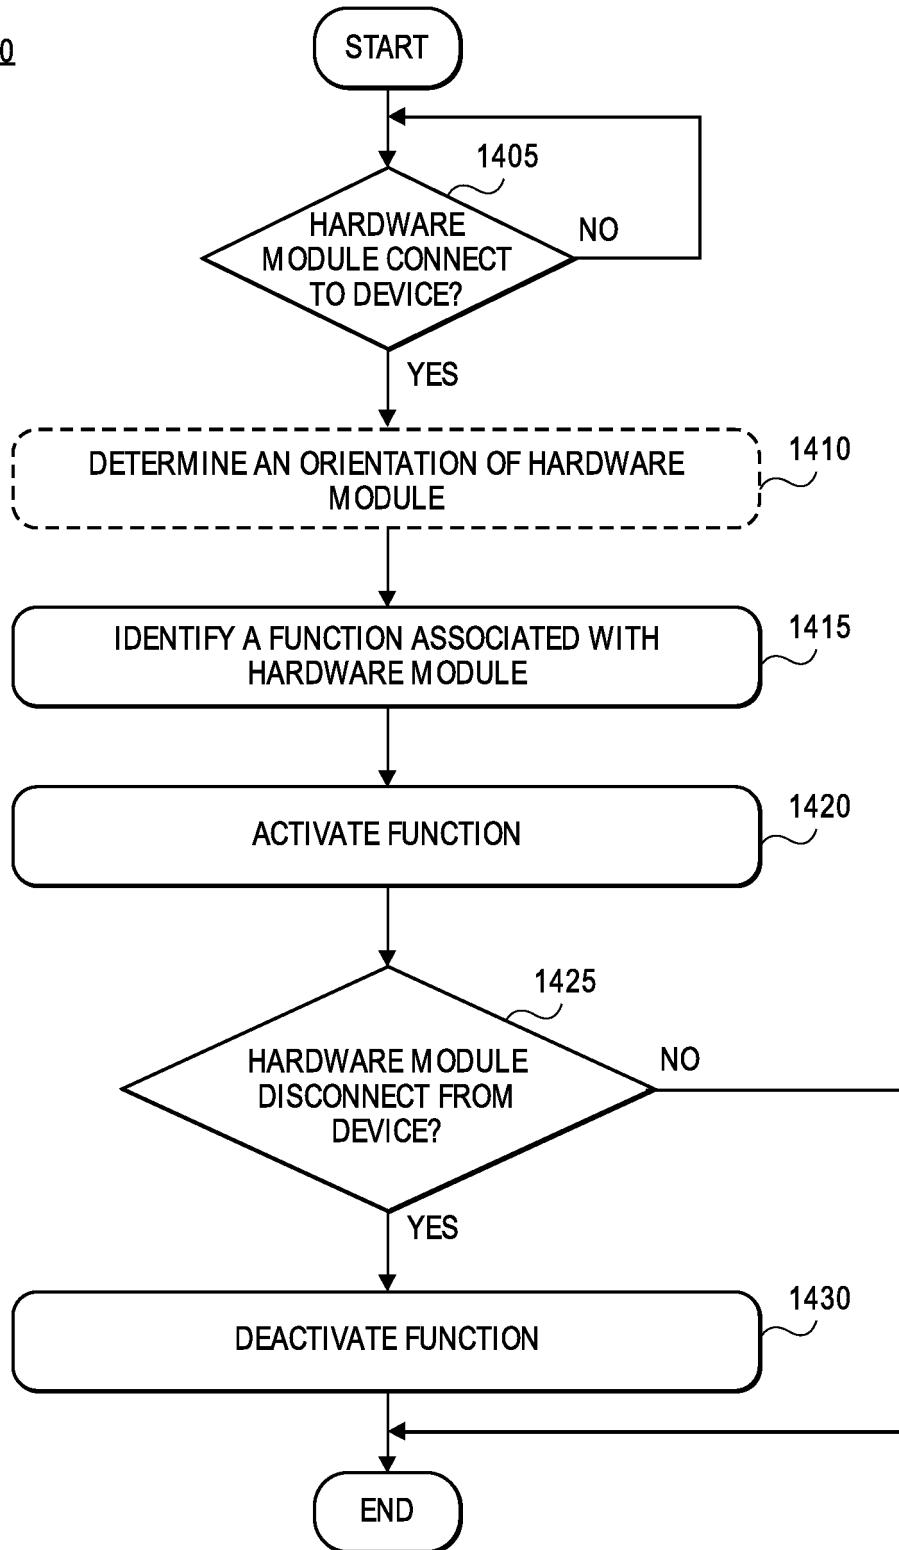 0
START
1405
HARDWARE
MODULE CONNECT
TO DEVICE?
NO
YES
DETERMINE AN ORIENTATION OF HARDWARE
MODULE
1410
IDENTIFY A FUNCTION ASSOCIATED WITH
HARDWARE MODULE
1415
ACTIVATE FUNCTION
1420
1425
HARDWARE MODULE
DISCONNECT FROM
DEVICE?
NO
YES
DEACTIVATE FUNCTION
1430
END